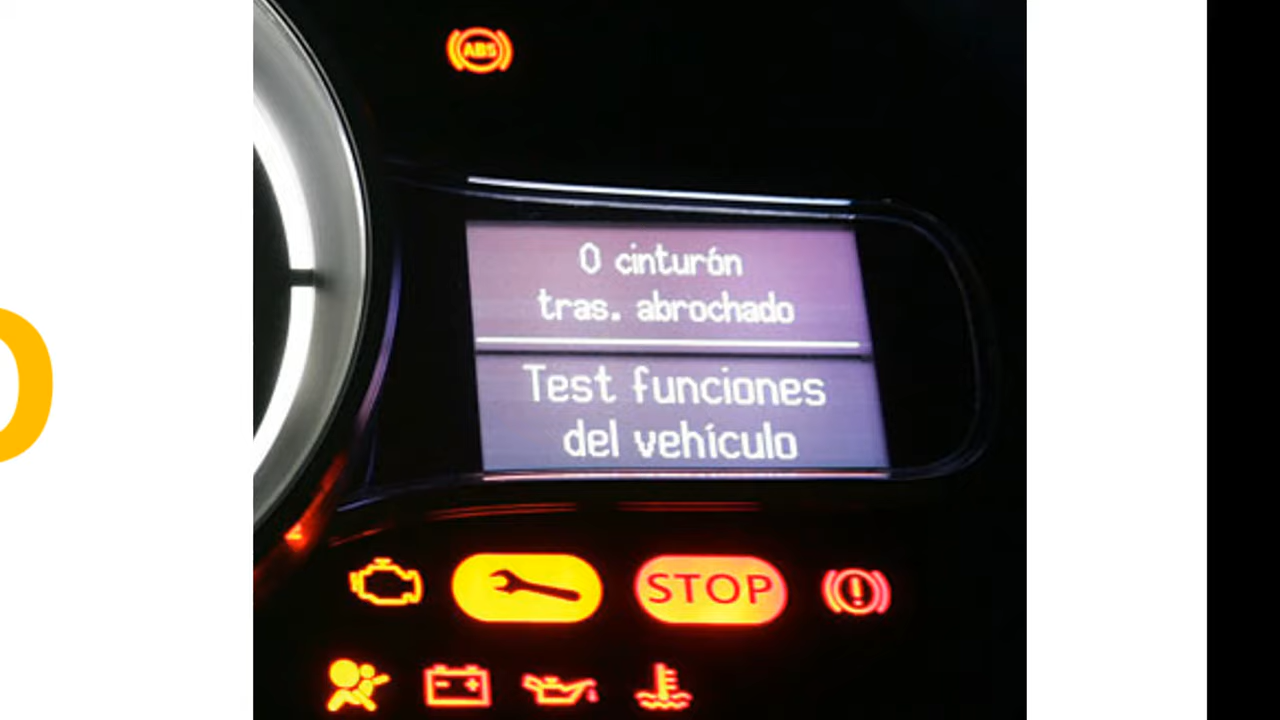 ABS
0 cinturón
tras. abrochado
Test funciones
del vehículo
STOP